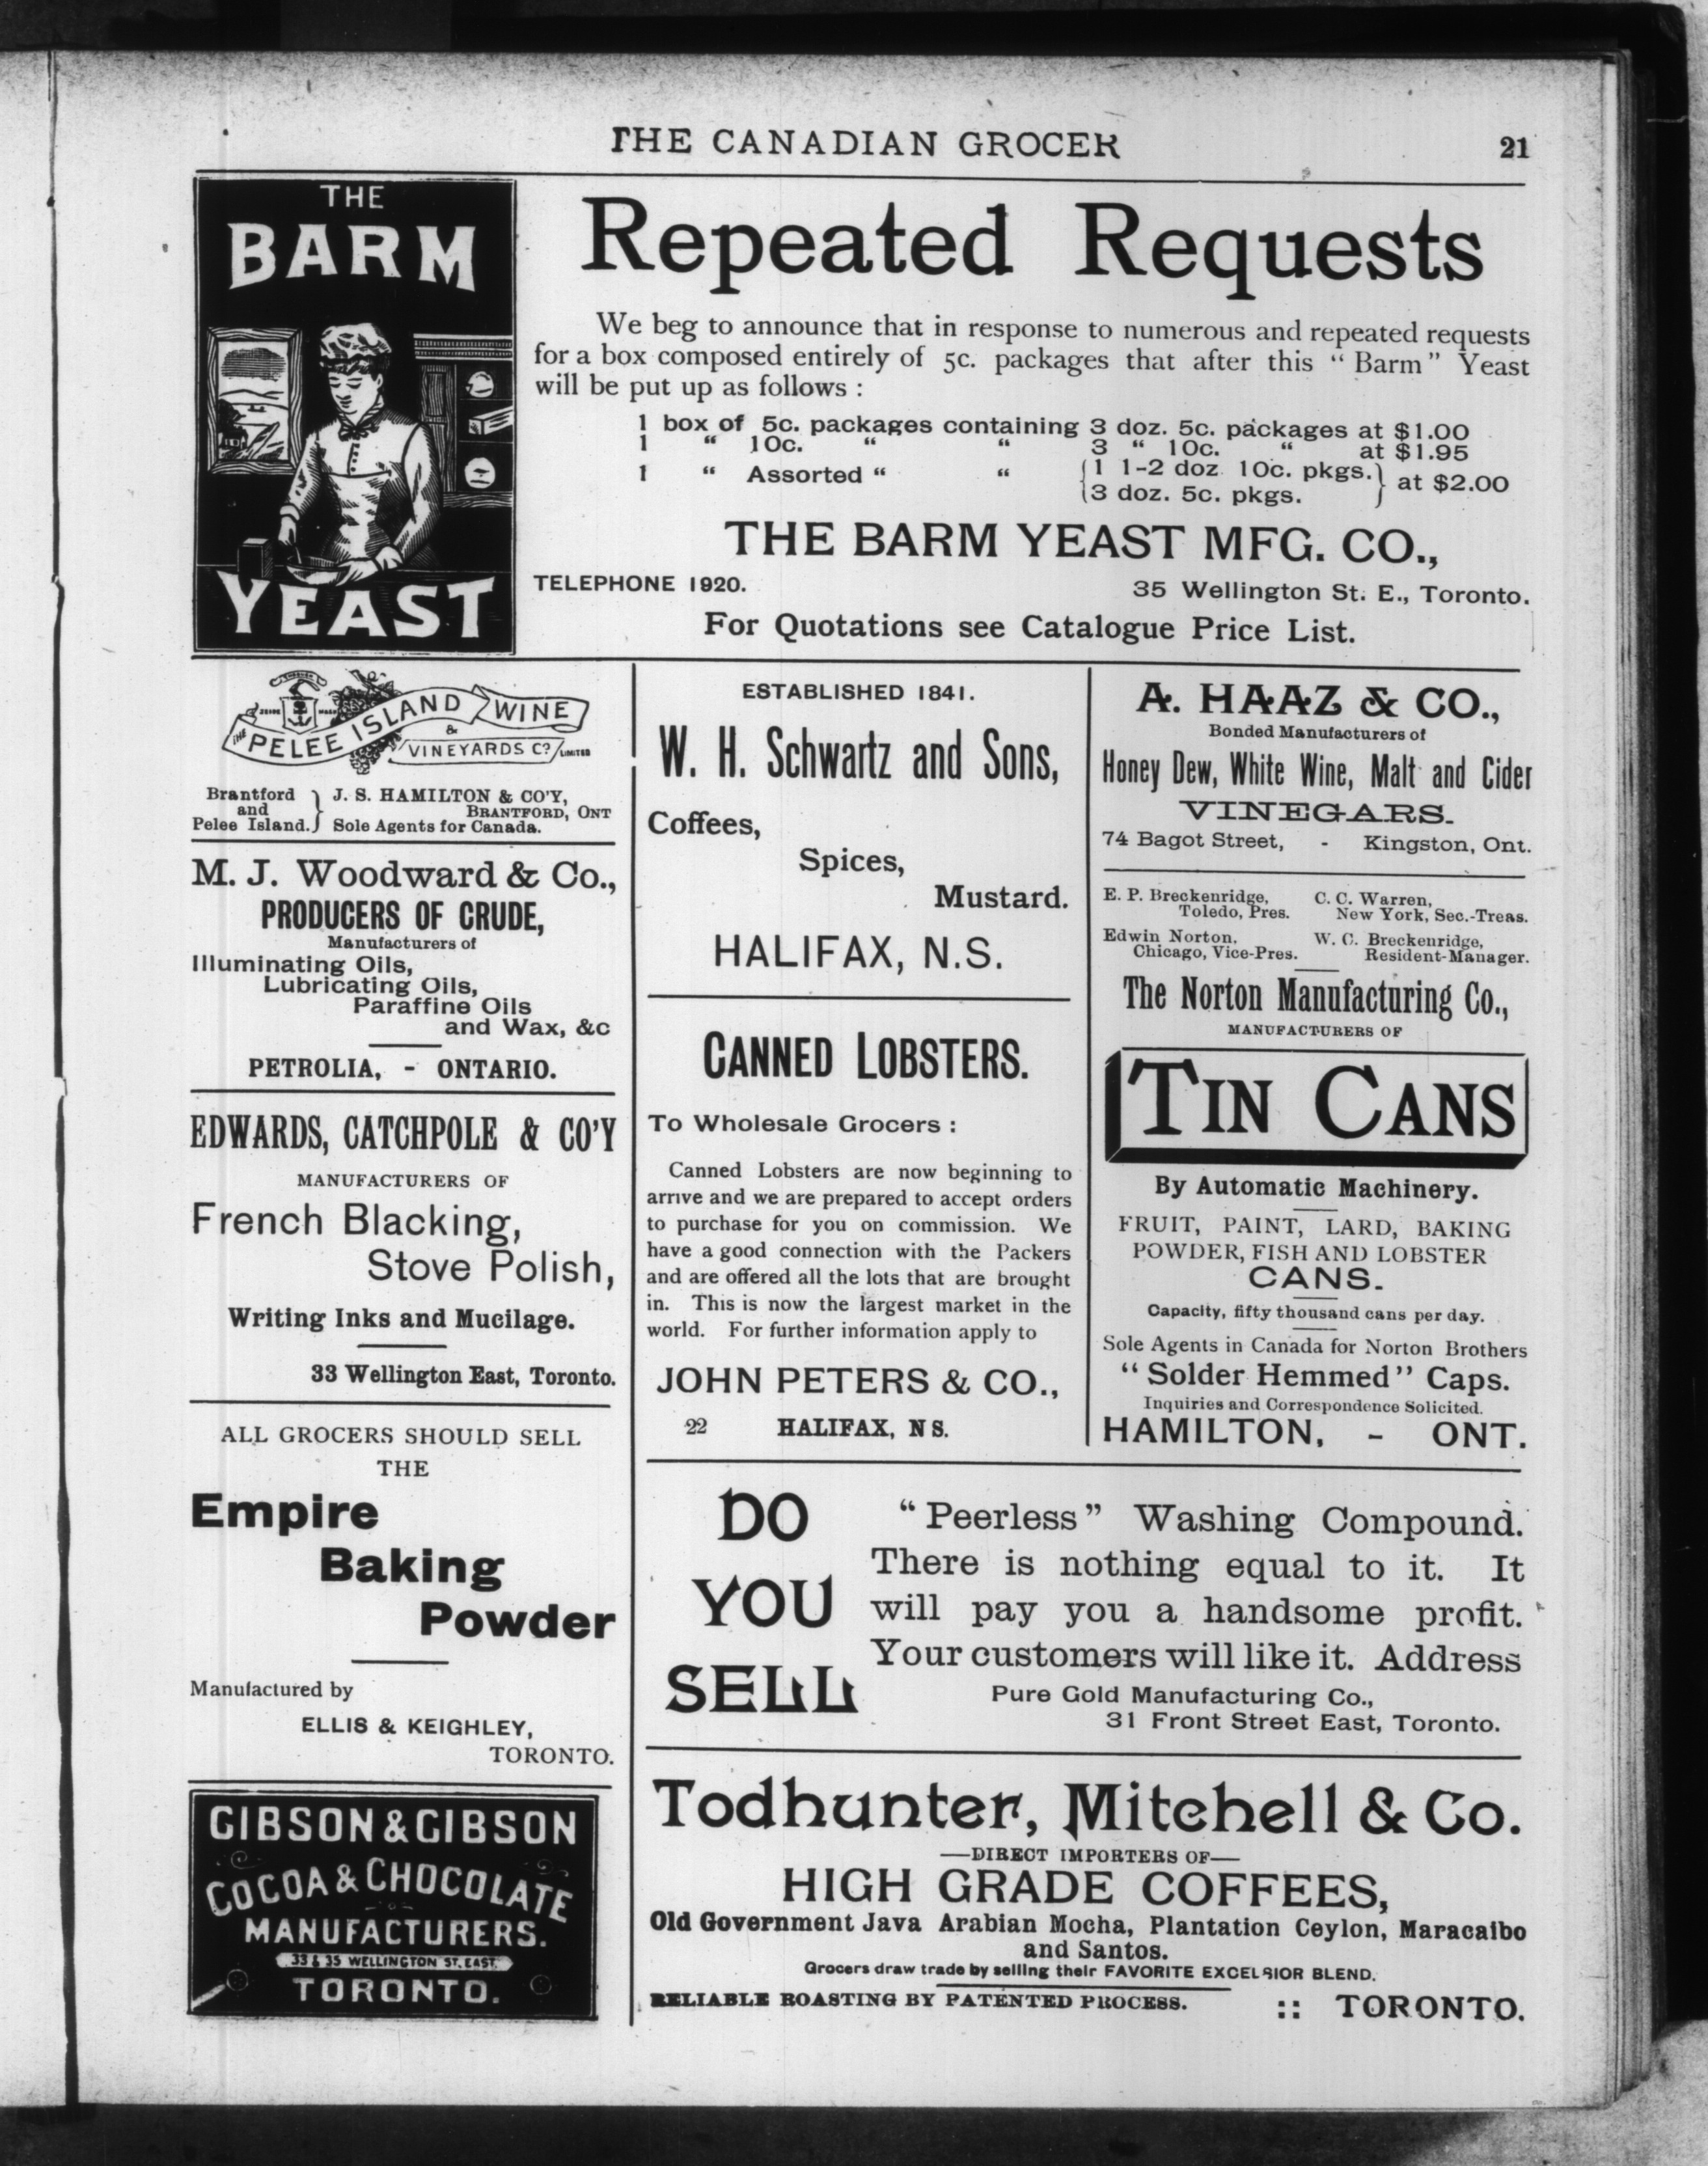 THE CANADIAN GROCER
21
THE
BARM
YEAST
Repeated Requests
We beg to announce that in response to numerous and repeated requests
for a box composed entirely of 5c. packages that after this "Barm" Yeast
will be put up as follows :
1 box of 5c. packages containing 3 doz. 5c. packages at $1.00
1 " 10c. " " 3 " 10c. " at $1.95
1 " Assorted " " {1 1-2 doz 10c. pkgs.} at $2.00
{3 doz. 5c. pkgs. }
THE BARM YEAST MFG. CO.,
TELEPHONE 1920.
35 Wellington St. E., Toronto.
For Quotations see Catalogue Price List.
THE PELEE ISLAND WINE
&
VINEYARDS Co. LIMITED
Brantford } J. S. HAMILTON & CO'Y,
and } BRANTFORD, ONT
Pelee Island. } Sole Agents for Canada.
M. J. Woodward & Co.,
PRODUCERS OF CRUDE,
Manufacturers of
Illuminating Oils,
Lubricating Oils,
Paraffine Oils
and Wax, &c
PETROLIA, - ONTARIO.
EDWARDS, CATCHPOLE & CO'Y
MANUFACTURERS OF
French Blacking,
Stove Polish,
Writing Inks and Mucilage.
33 Wellington East, Toronto.
ALL GROCERS SHOULD SELL
THE
Empire
Baking
Powder
Manufactured by
ELLIS & KEIGHLEY,
TORONTO.
GIBSON & GIBSON
COCOA & CHOCOLATE
MANUFACTURERS.
33 & 35 WELLINGTON ST. EAST.
TORONTO.
ESTABLISHED 1841.
W. H. Schwartz and Sons,
Coffees,
Spices,
Mustard.
HALIFAX, N.S.
CANNED LOBSTERS.
To Wholesale Grocers :
Canned Lobsters are now beginning to
arrive and we are prepared to accept orders
to purchase for you on commission. We
have a good connection with the Packers
and are offered all the lots that are brought
in. This is now the largest market in the
world. For further information apply to
JOHN PETERS & CO.,
22 HALIFAX, N S.
A. HAAZ & CO.,
Bonded Manufacturers of
Honey Dew, White Wine, Malt and Cider
VINEGARS.
74 Bagot Street, - Kingston, Ont.
E. P. Breckenridge, C. C. Warren,
Toledo, Pres. New York, Sec.-Treas.
Edwin Norton, W. C. Breckenridge,
Chicago, Vice-Pres. Resident-Manager.
The Norton Manufacturing Co.,
MANUFACTURERS OF
TIN CANS
By Automatic Machinery.
FRUIT, PAINT, LARD, BAKING
POWDER, FISH AND LOBSTER
CANS.
Capacity, fifty thousand cans per day.
Sole Agents in Canada for Norton Brothers
"Solder Hemmed" Caps.
Inquiries and Correspondence Solicited.
HAMILTON, - ONT.
DO
YOU
SELL
"Peerless" Washing Compound.
There is nothing equal to it. It
will pay you a handsome profit.
Your customers will like it. Address
Pure Gold Manufacturing Co.,
31 Front Street East, Toronto.
Todhunter, Mitchell & Co.
—DIRECT IMPORTERS OF—
HIGH GRADE COFFEES,
Old Government Java Arabian Mocha, Plantation Ceylon, Maracaibo
and Santos.
Grocers draw trade by selling their FAVORITE EXCELSIOR BLEND.
RELIABLE ROASTING BY PATENTED PROCESS. :: TORONTO.